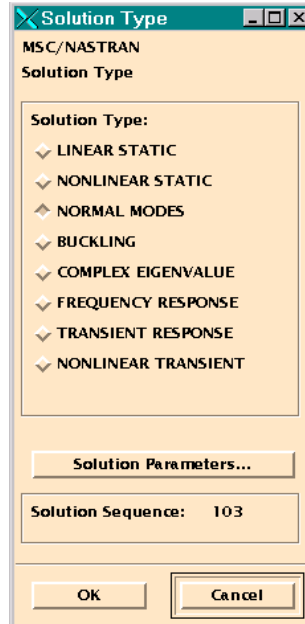 Solution Type
MSC/NASTRAN
Solution Type
Solution Type:
LINEAR STATIC
NONLINEAR STATIC
NORMAL MODES
BUCKLING
COMPLEX EIGENVALUE
FREQUENCY RESPONSE
TRANSIENT RESPONSE
NONLINEAR TRANSIENT
Solution Parameters...
Solution Sequence: 103
OK Cancel